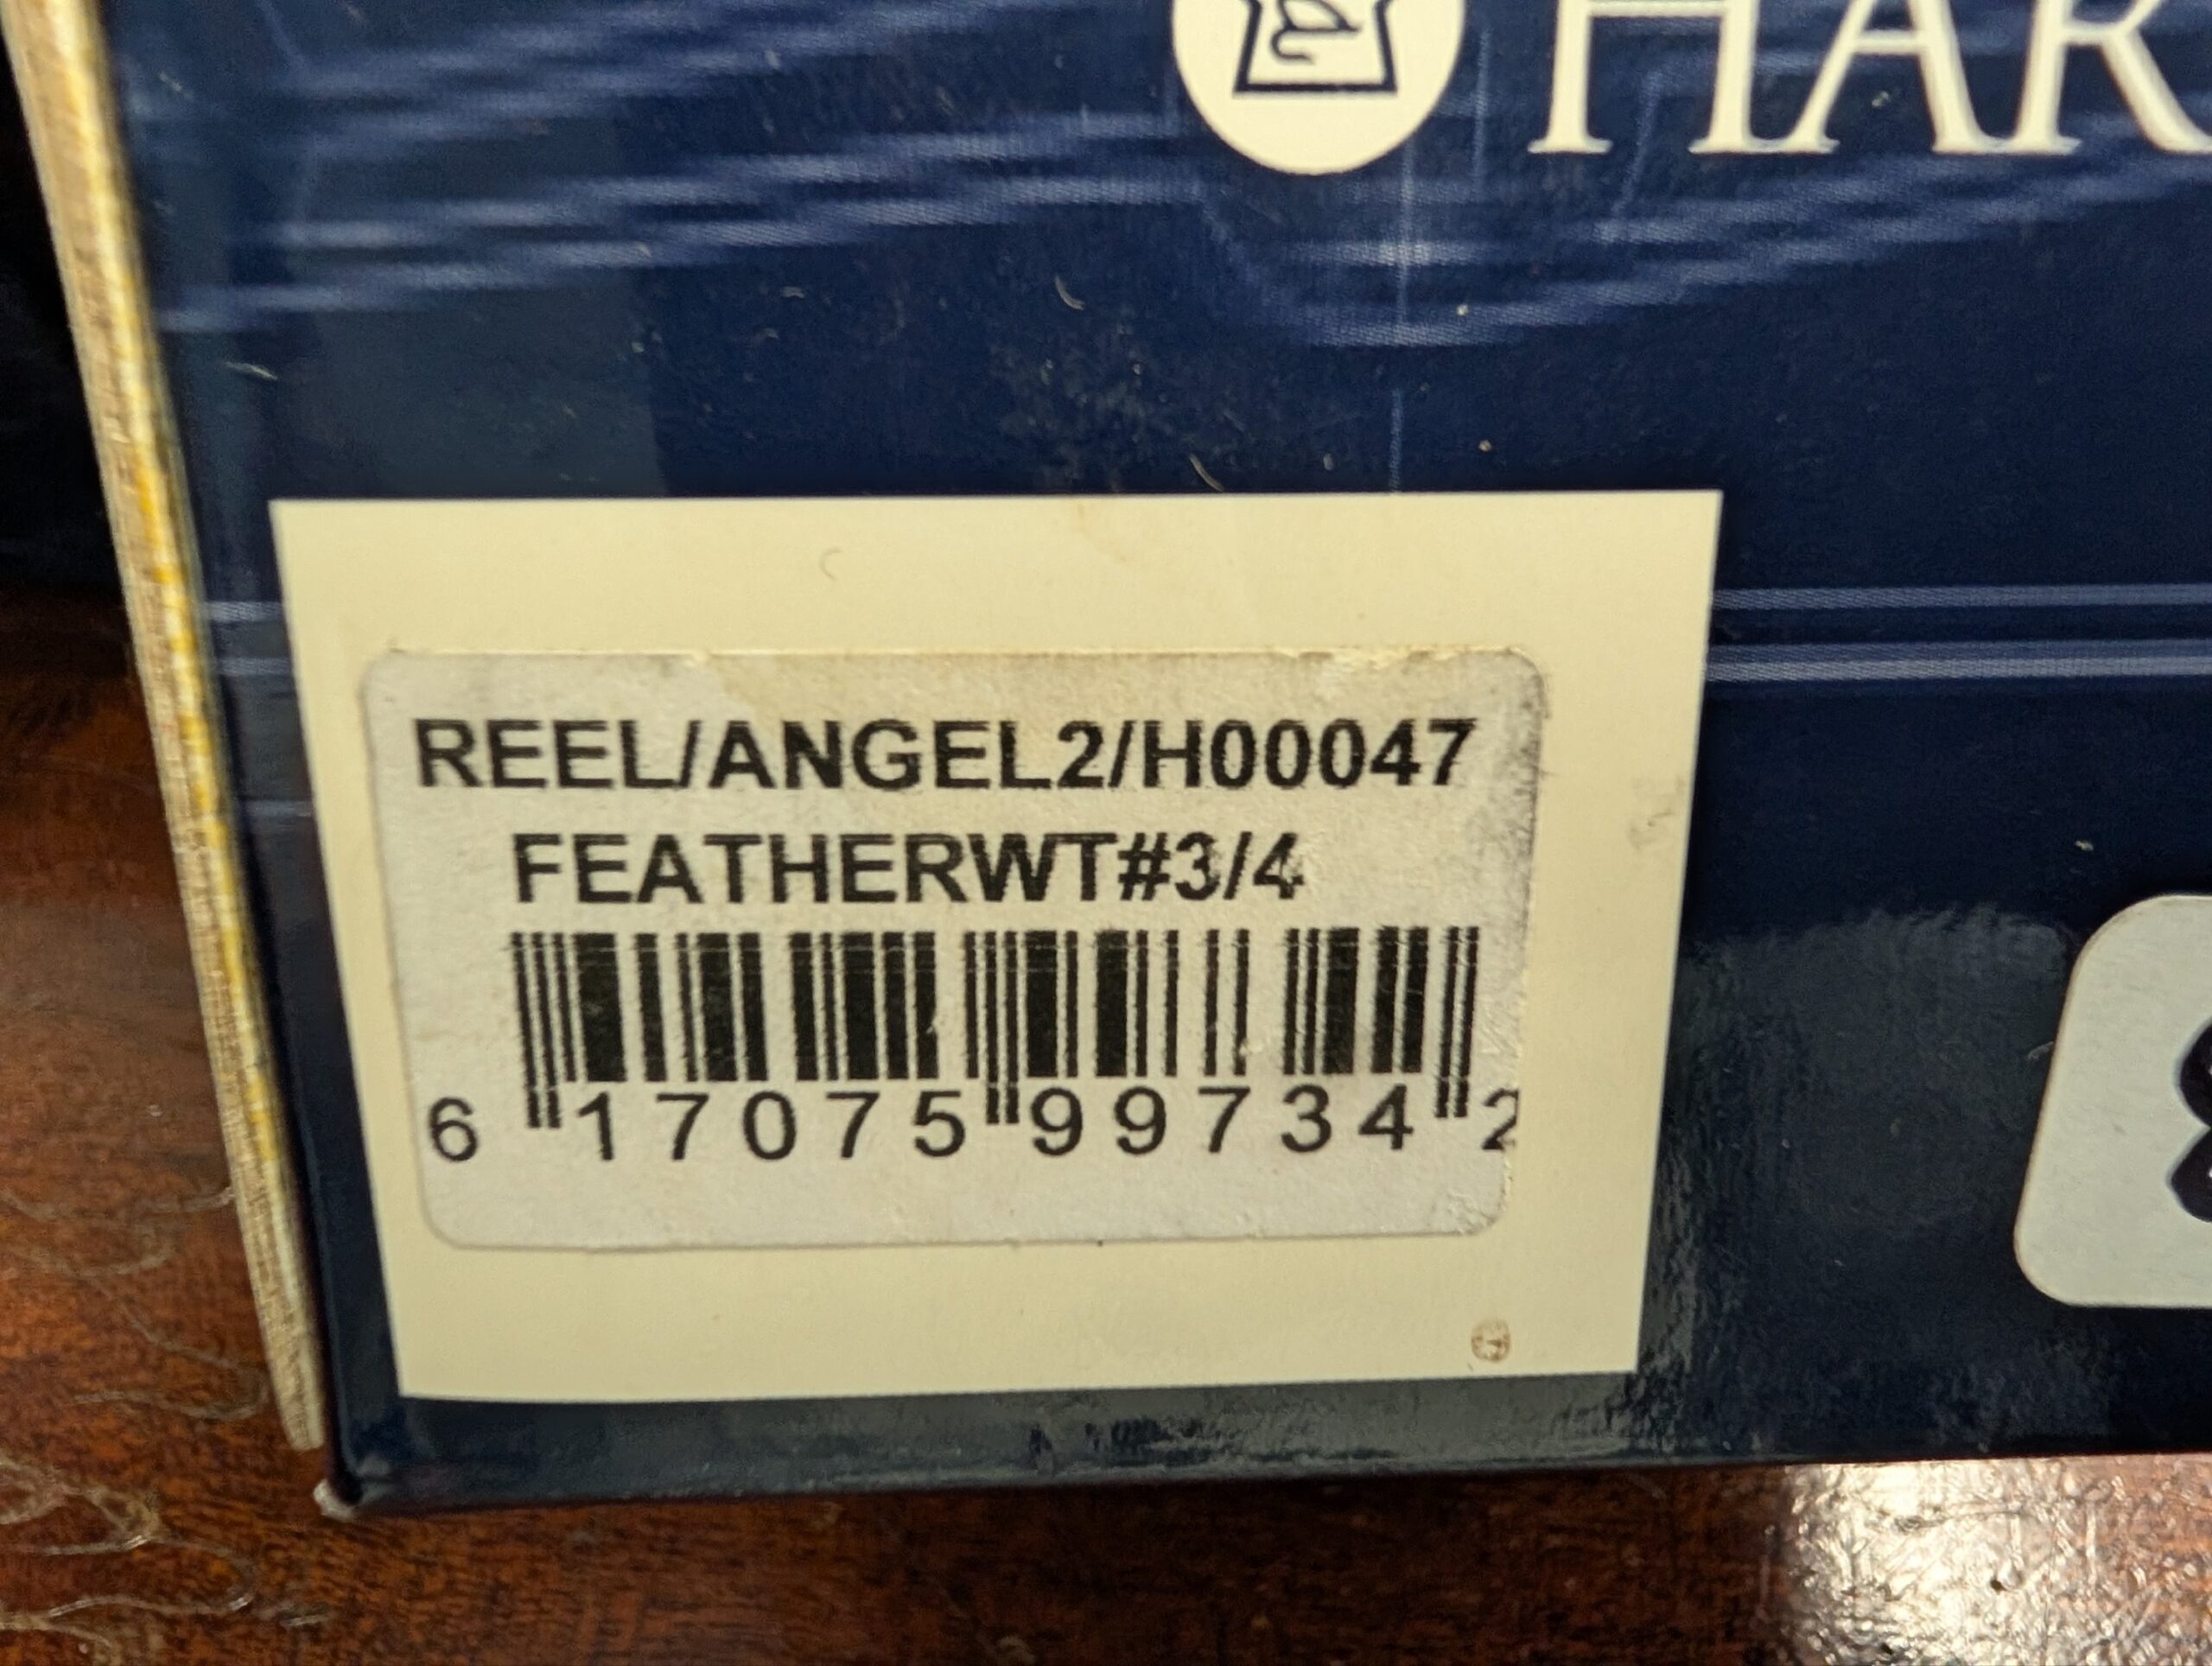 HAR
REEL/ANGEL2/H00047
FEATHERWT#3/4
6 17075 99734 2